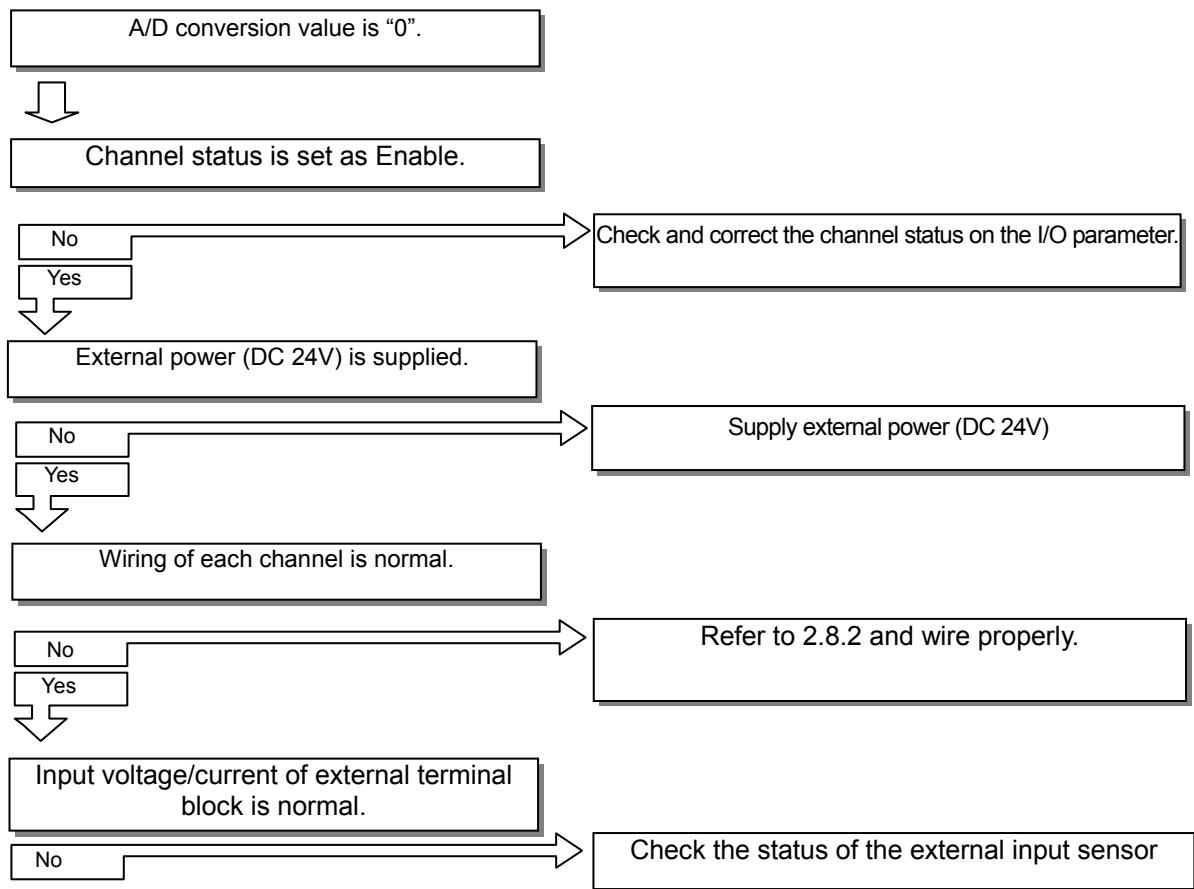 A/D conversion value is “0”.
Channel status is set as Enable.
No
Check and correct the channel status on the I/O parameter.
Yes
External power (DC 24V) is supplied.
No
Supply external power (DC 24V)
Yes
Wiring of each channel is normal.
No
Refer to 2.8.2 and wire properly.
Yes
Input voltage/current of external terminal
block is normal.
No
Check the status of the external input sensor